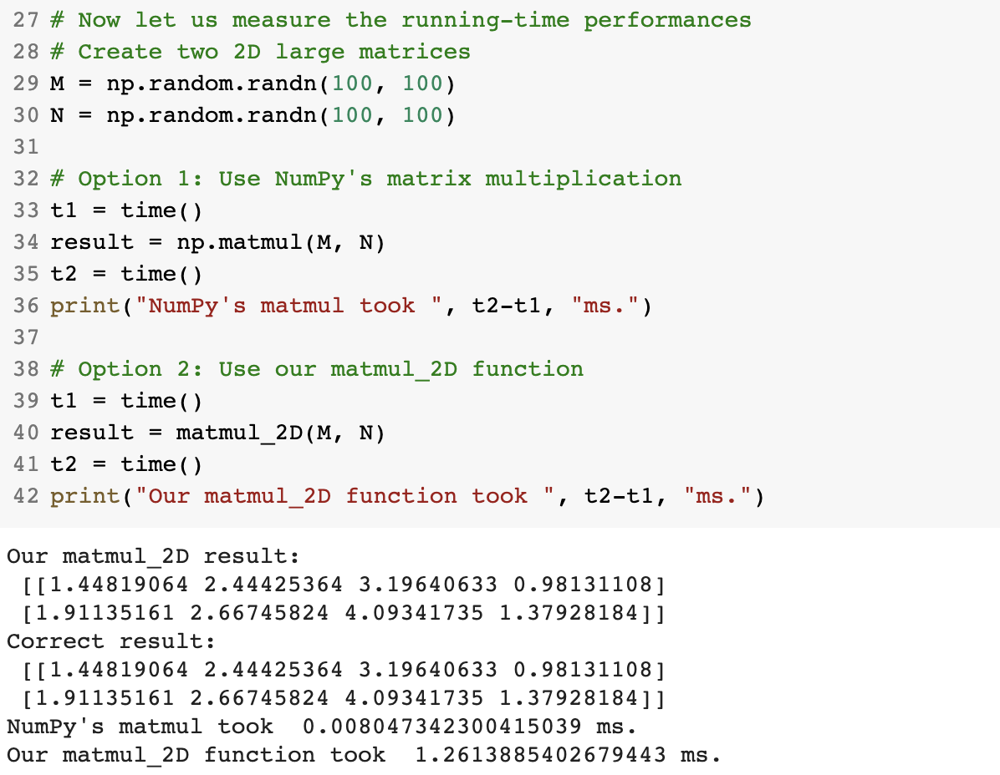 27 # Now let us measure the running-time performances
28 # Create two 2D large matrices
29 M = np.random.randn(100, 100)
30 N = np.random.randn(100, 100)
31
32 # Option 1: Use NumPy's matrix multiplication
33 t1 = time()
34 result = np.matmul(M, N)
35 t2 = time()
36 print("NumPy's matmul took ", t2-t1, "ms.")
37
38 # Option 2: Use our matmul_2D function
39 t1 = time()
40 result = matmul_2D(M, N)
41 t2 = time()
42 print("Our matmul_2D function took ", t2-t1, "ms.")
Our matmul_2D result:
 [[1.44819064 2.44425364 3.19640633 0.98131108]
 [1.91135161 2.66745824 4.09341735 1.37928184]]
Correct result:
 [[1.44819064 2.44425364 3.19640633 0.98131108]
 [1.91135161 2.66745824 4.09341735 1.37928184]]
NumPy's matmul took  0.008047342300415039 ms.
Our matmul_2D function took  1.2613885402679443 ms.